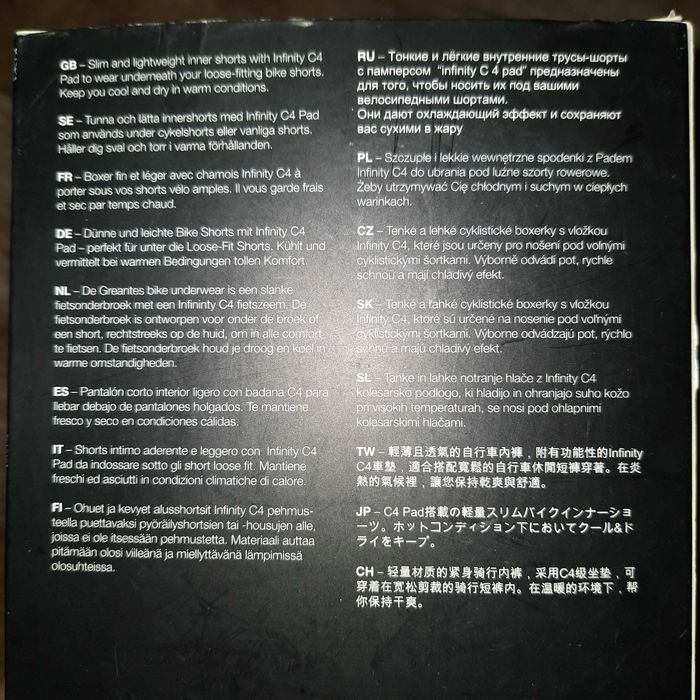 GB – Slim and lightweight inner shorts with Infinity C4
Pad to wear underneath your loose-fitting bike shorts.
Keep you cool and dry in warm conditions.
SE – Tunna och lätta innershorts med Infinity C4 Pad
som används under cykelshorts eller vanliga shorts.
Håller dig sval och torr i varma förhållanden.
FR – Boxer fin et léger avec chamois Infinity C4 à
porter sous vos shorts vélo amples. Il vous garde frais
et sec par temps chaud.
DE – Dünne und leichte Bike Shorts mit Infinity C4
Pad – perfekt für unter die Loose-Fit Shorts. Kühlt und
vermittelt bei warmen Bedingungen tollen Komfort.
NL – De Greantes bike underwear is een slanke
fietsonderbroek met een Infininty C4 fietszeem. De
fietsonderbroek is ontworpen voor onder de broek of
een short, rechtstreeks op de huid, om in alle comfort
te fietsen. De fietsonderbroek houd je droog en koel in
warme omstandigheden.
ES – Pantalón corto interior ligero con badana C4 para
llebar debajo de pantalones holgados. Te mantiene
fresco y seco en condiciones cálidas.
IT – Shorts intimo aderente e leggero con Infinity C4
Pad da indossare sotto gli short loose fit. Mantiene
freschi ed asciutti in condizioni climatiche di calore.
FI – Ohuet ja kevyet alusshortsit Infinity C4 pehmus-
teella puettavaksi pyöräilyshortsien tai -housujen alle,
joissa ei ole itsessään pehmustetta. Materiaali auttaa
pitämään olosi viileänä ja miellyttävänä lämpimissä
olosuhteissa.
RU – Тонкие и лёгкие внутренние трусы-шорты
с памперсом "infinity C 4 pad" предназначены
для того, чтобы носить их под вашими
велосипедными шортами.
Они дают охлаждающий эффект и сохраняют
вас сухими в жару
PL – Szczupłe i lekkie wewnętrzne spodenki z Padem
Infinity C4 do ubrania pod luźne szorty rowerowe.
Żeby utrzymywać Cię chłodnym i suchym w ciepłych
warinkach.
CZ – Tenké a lehké cyklistické boxerky s vložkou
Infinity C4, které jsou určeny pro nošení pod volnými
cyklistickými šortkami. Výborně odvádí pot, rychle
schnou a mají chladivý efekt.
SK – Tenké a ľahké cyklistické boxerky s vložkou
Infinity C4, ktoré sú určené na nosenie pod voľnými
cyklistickými šortkami. Výborne odvádzajú pot, rýchlo
schnú a majú chladivý efekt.
SL – Tanke in lahke notranje hlače z Infinity C4
kolesarsko podlogo, ki hladijo in ohranjajo suho kožo
pri visokih temperaturah, se nosi pod ohlapnimi
kolesarskimi hlačami.
TW – 輕薄且透氣的自行車內褲，附有功能性的Infinity
C4車墊，適合搭配寬鬆的自行車休閒短褲穿著。在炎
熱的氣候裡，讓您保持乾爽與舒適。
JP – C4 Pad搭載の軽量スリムバイクインナーショ
ーツ。ホットコンディション下においてクール&ド
ライをキープ。
CH – 轻量材质的紧身骑行内裤，采用C4级坐垫，可
穿着在宽松剪裁的骑行短裤内。在温暖的环境下，帮
你保持干爽。